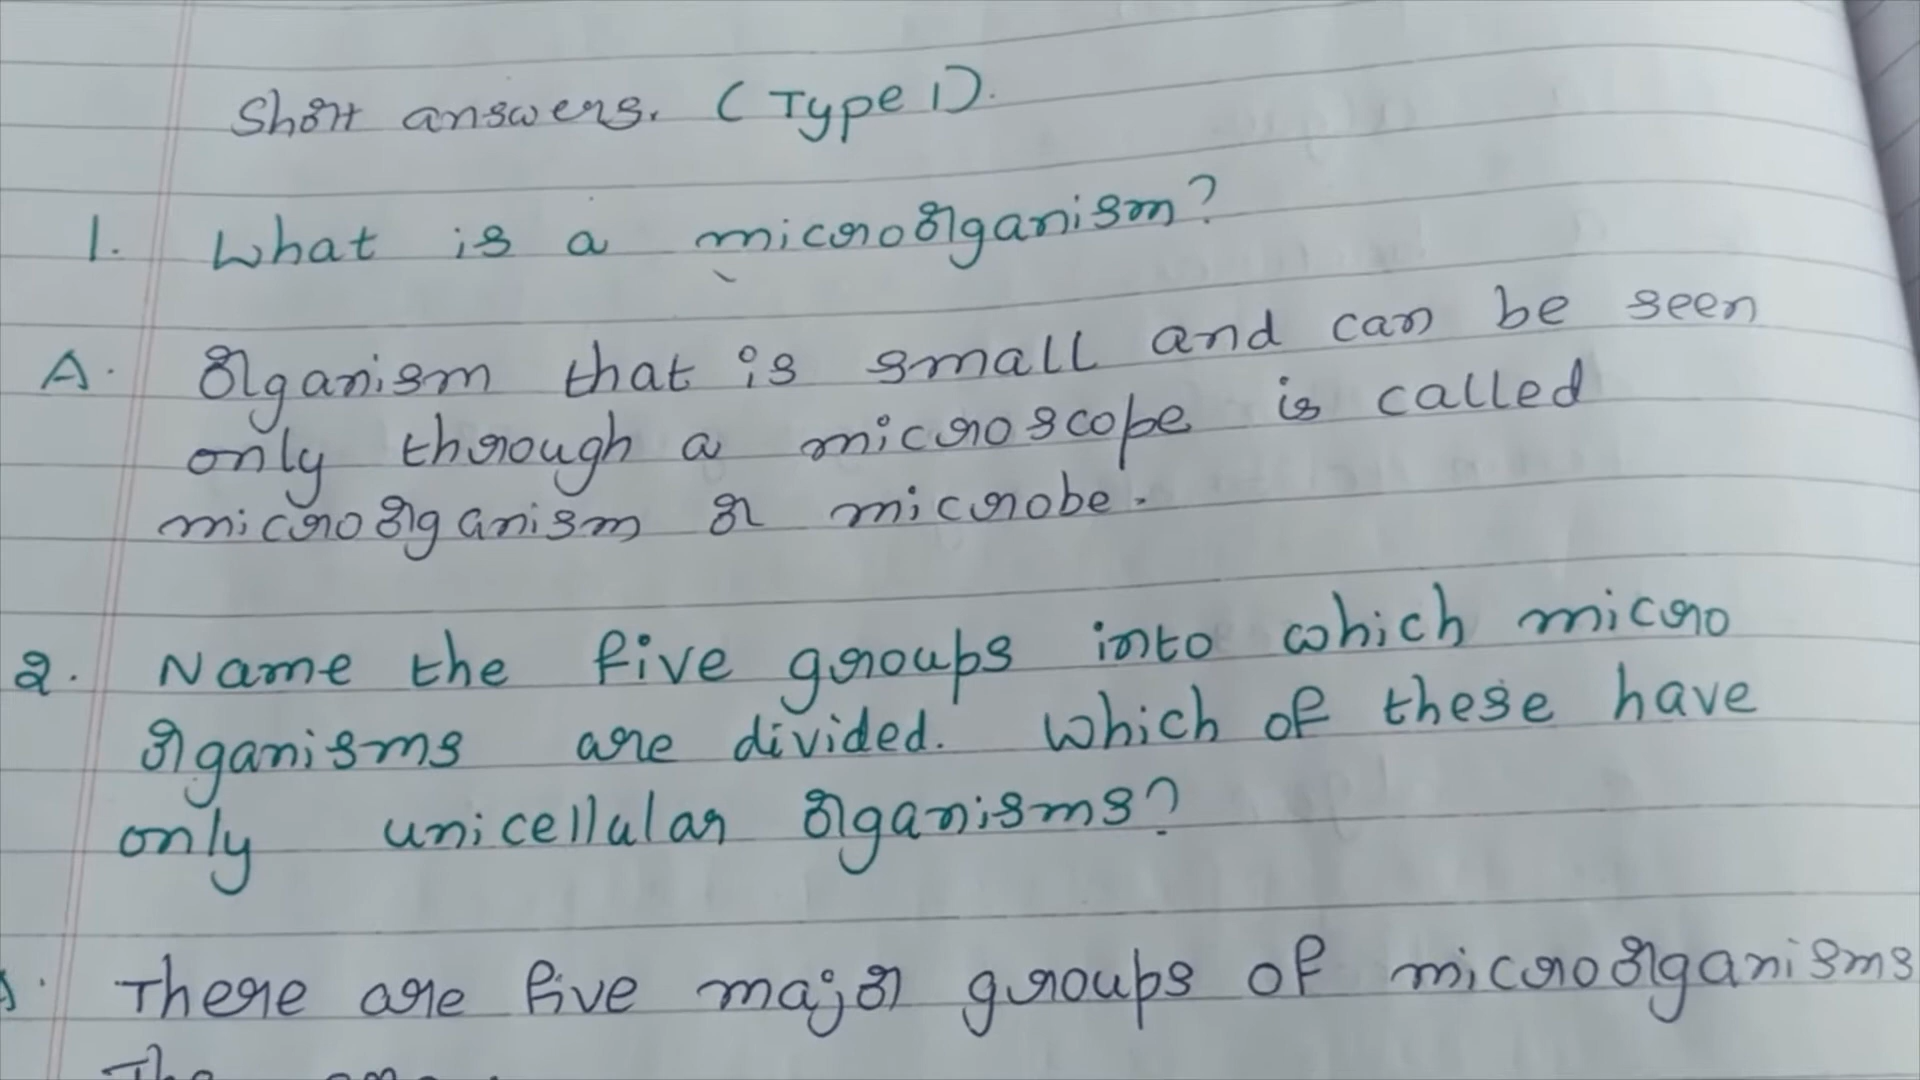 Short answers. (Type 1).
1. What is a microorganism?
A. Organism that is small and can be seen
only through a microscope is called
microorganism or microbe.
2. Name the five groups into which micro
organisms are divided. Which of these have
only unicellular organisms?
There are five major groups of microorganisms